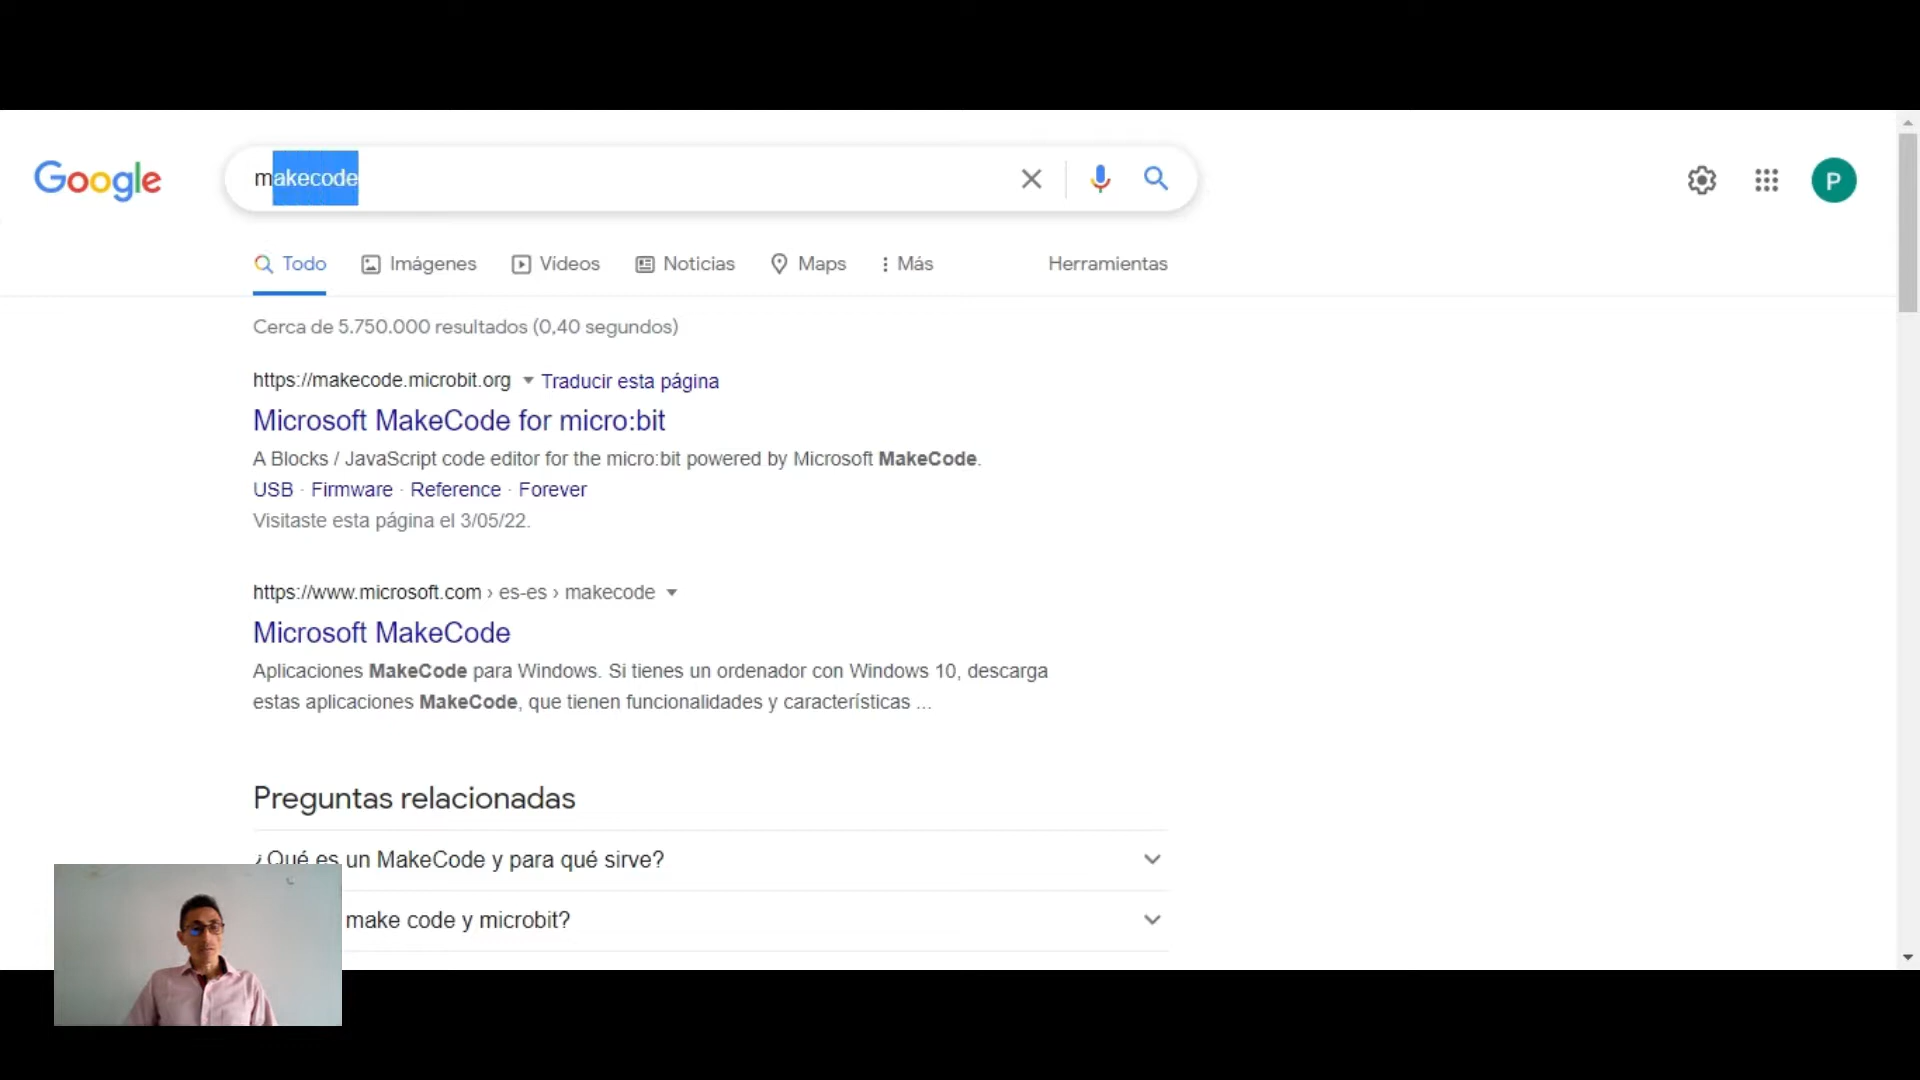 Google
makecode
P
Todo
Imágenes
Videos
Noticias
Maps
Más
Herramientas
Cerca de 5.750.000 resultados (0,40 segundos)
https://makecode.microbit.org Traducir esta página
Microsoft MakeCode for micro:bit
A Blocks / JavaScript code editor for the micro:bit powered by Microsoft MakeCode.
USB · Firmware · Reference · Forever
Visitaste esta página el 3/05/22.
https://www.microsoft.com › es-es › makecode
Microsoft MakeCode
Aplicaciones MakeCode para Windows. Si tienes un ordenador con Windows 10, descarga
estas aplicaciones MakeCode, que tienen funcionalidades y características ...
Preguntas relacionadas
¿Qué es un MakeCode y para qué sirve?
make code y microbit?